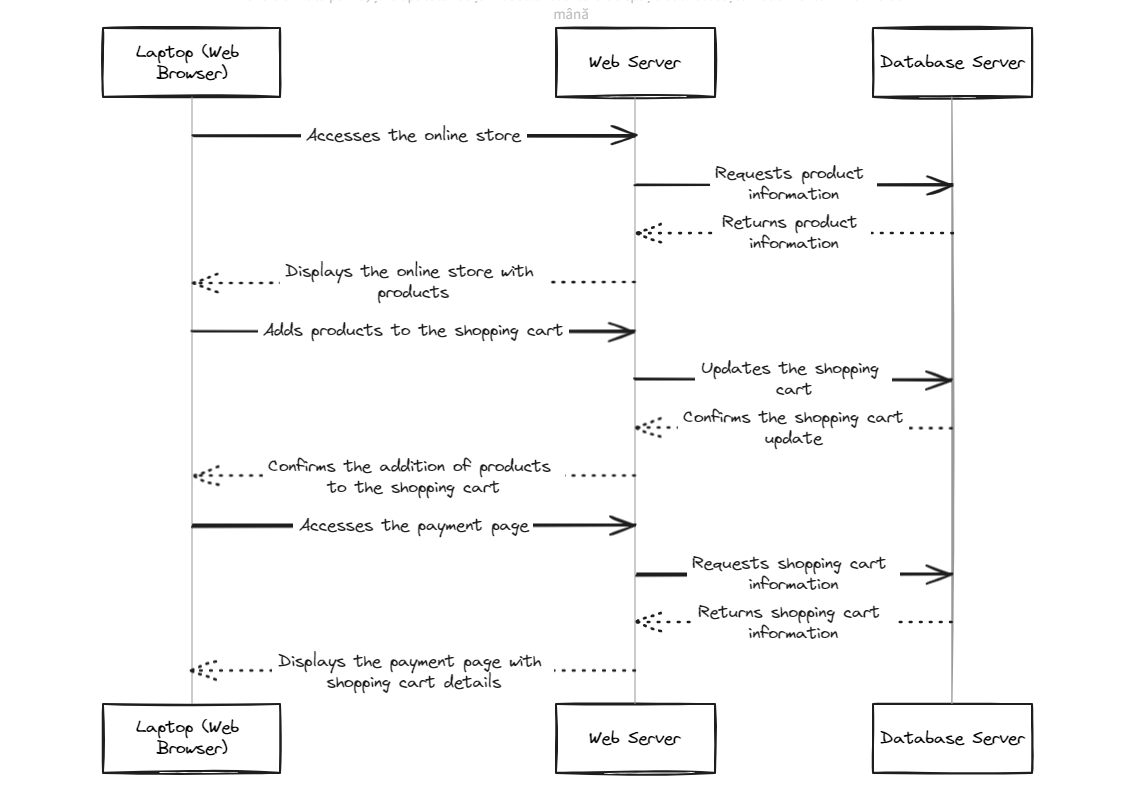 mână
Laptop (Web
Browser)
Web Server
Database Server
Accesses the online store
Requests product
information
Returns product
information
Displays the online store with
products
Adds products to the shopping cart
Updates the shopping
cart
Confirms the shopping cart
update
Confirms the addition of products
to the shopping cart
Accesses the payment page
Requests shopping cart
information
Returns shopping cart
information
Displays the payment page with
shopping cart details
Laptop (Web
Browser)
Web Server
Database Server